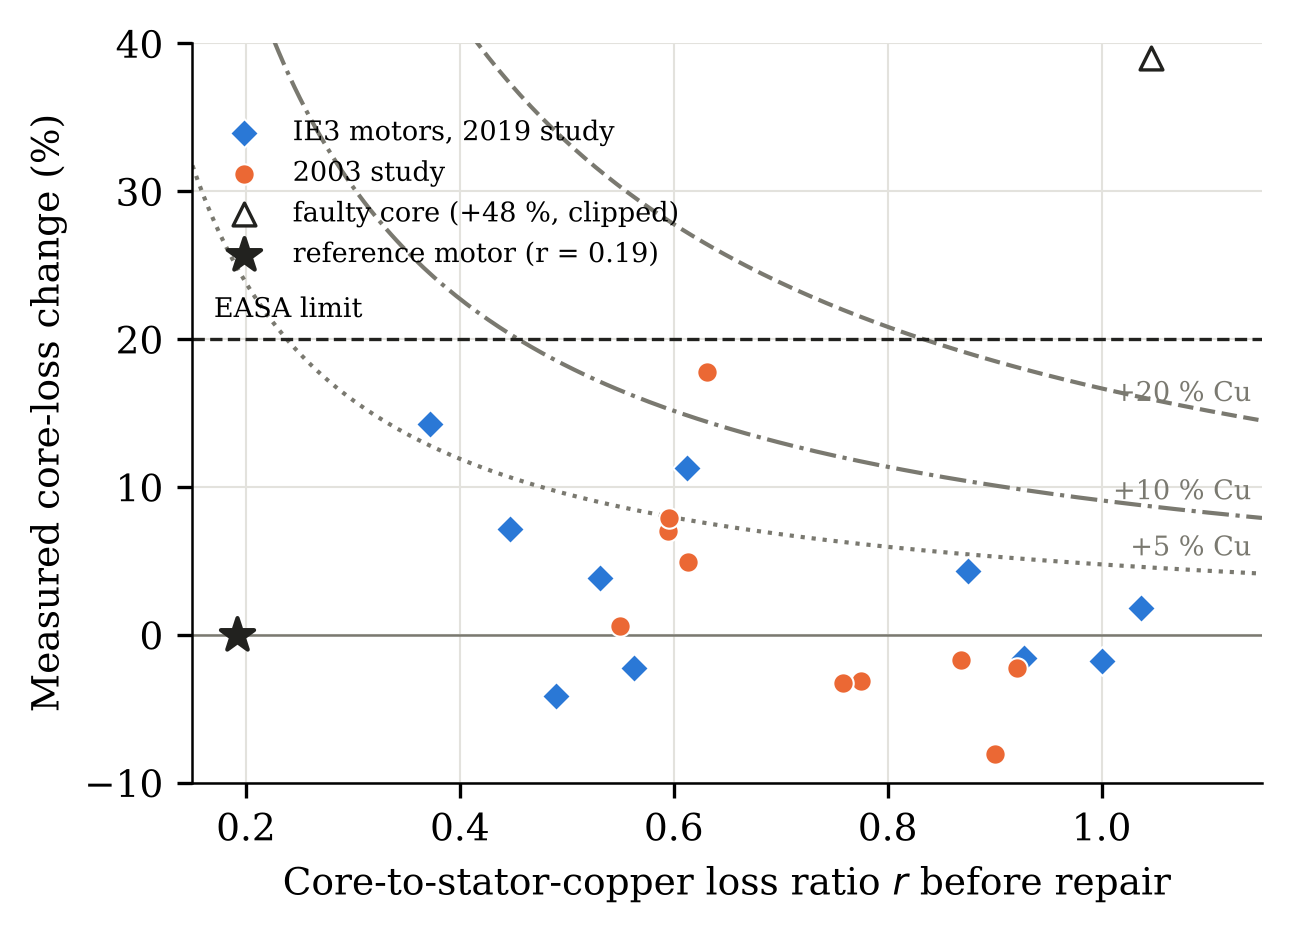 Measured core-loss change (%)
40
30
20
10
0
−10
IE3 motors, 2019 study
2003 study
faulty core (+48 %, clipped)
reference motor (r = 0.19)
EASA limit
+20 % Cu
+10 % Cu
+5 % Cu
0.2 0.4 0.6 0.8 1.0
Core-to-stator-copper loss ratio r before repair